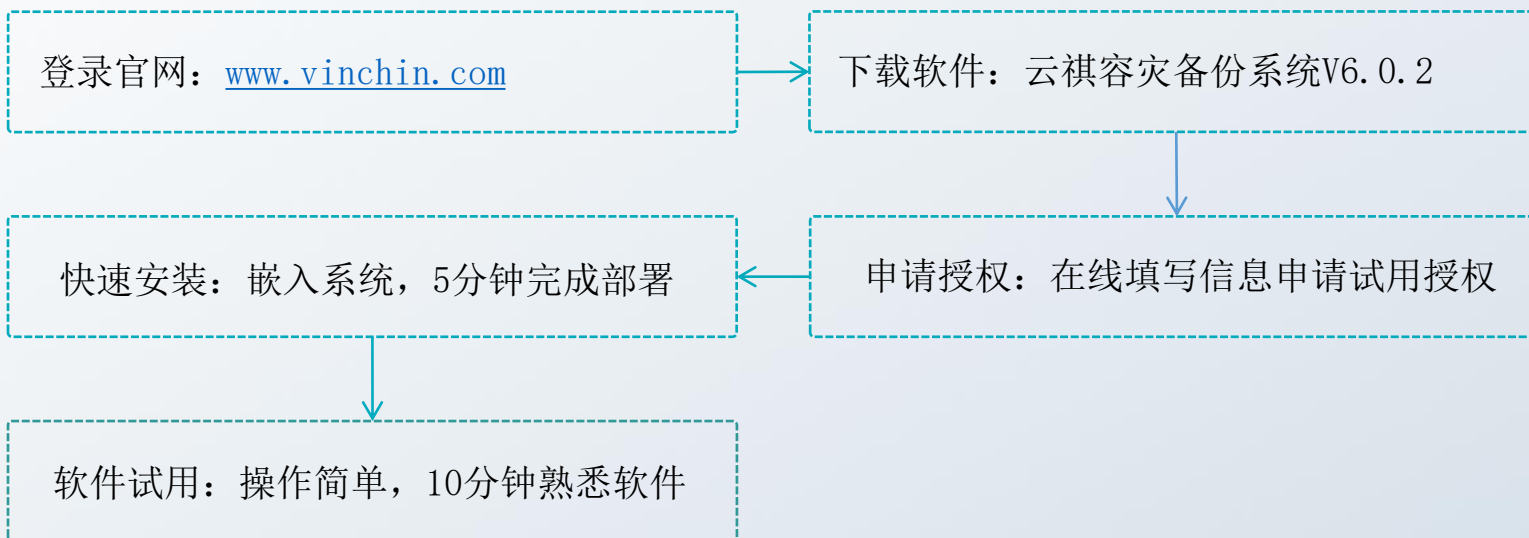 登录官网：www.vinchin.com
下载软件：云祺容灾备份系统V6.0.2
申请授权：在线填写信息申请试用授权
快速安装：嵌入系统，5分钟完成部署
软件试用：操作简单，10分钟熟悉软件